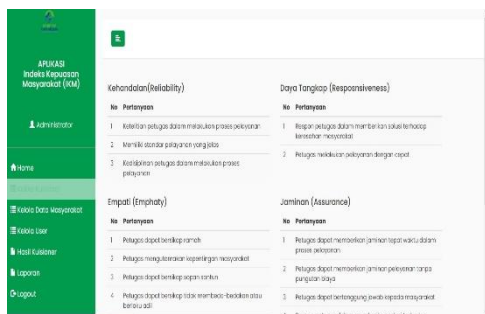 APLIKASI
Indeks Kepuasan
Masyarakat (IKM)
Administrator
Home
Kelola Data Masyarakat
Kelola User
Hasil Kuisioner
Laporan
Logout
Kehandalan(Reliability)
No Pertanyaan
1 Ketelitian petugas dalam melakukan proses pelayanan
2 Memiliki standar pelayanan yang jelas
3 Kedisiplinan petugas dalam melakukan proses
pelayanan
Daya Tangkap (Resposnsiveness)
No Pertanyaan
1 Respon petugas dalam memberikan solusi terhadap
keresahan masyarakat
2 Petugas melakukan pelayanan dengan cepat
Empati (Emphaty)
No Pertanyaan
1 Petugas dapat bersikap ramah
2 Petugas mengutamakan kepentingan masyarakat
3 Petugas dapat bersikap sopan santun
4 Petugas dapat bersikap tidak membeda-bedakan atau
berlaku adil
Jaminan (Assurance)
No Pertanyaan
1 Petugas dapat memberikan jaminan tepat waktu dalam
proses pelayanan
2 Petugas dapat memberikan jaminan pelayanan tanpa
pungutan biaya
3 Petugas dapat bertanggung jawab kepada masyarakat